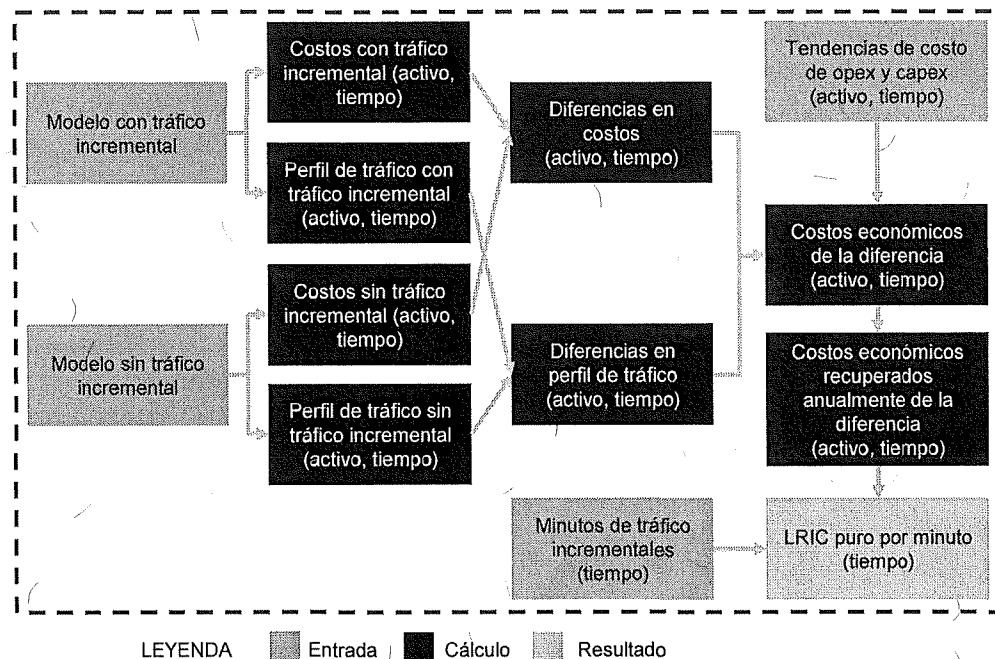 Modelo con tráfico
incremental
Costos con tráfico
incremental (activo,
tiempo)
Perfil de tráfico con
tráfico incremental
(activo, tiempo)
Modelo sin tráfico
incremental
Costos sin tráfico
incremental (activo,
tiempo)
Perfil de tráfico sin
tráfico incremental
(activo, tiempo)
Diferencias en
costos
(activo, tiempo)
Diferencias en
perfil de tráfico
(activo, tiempo)
Minutos de tráfico
incrementales
(tiempo)
Tendencias de costo
de opex y capex
(activo, tiempo)
Costos económicos
de la diferencia
(activo, tiempo)
Costos económicos
recuperados
anualmente de la
diferencia
(activo, tiempo)
LRIC puro por minuto
(tiempo)
LEYENDA Entrada Cálculo Resultado